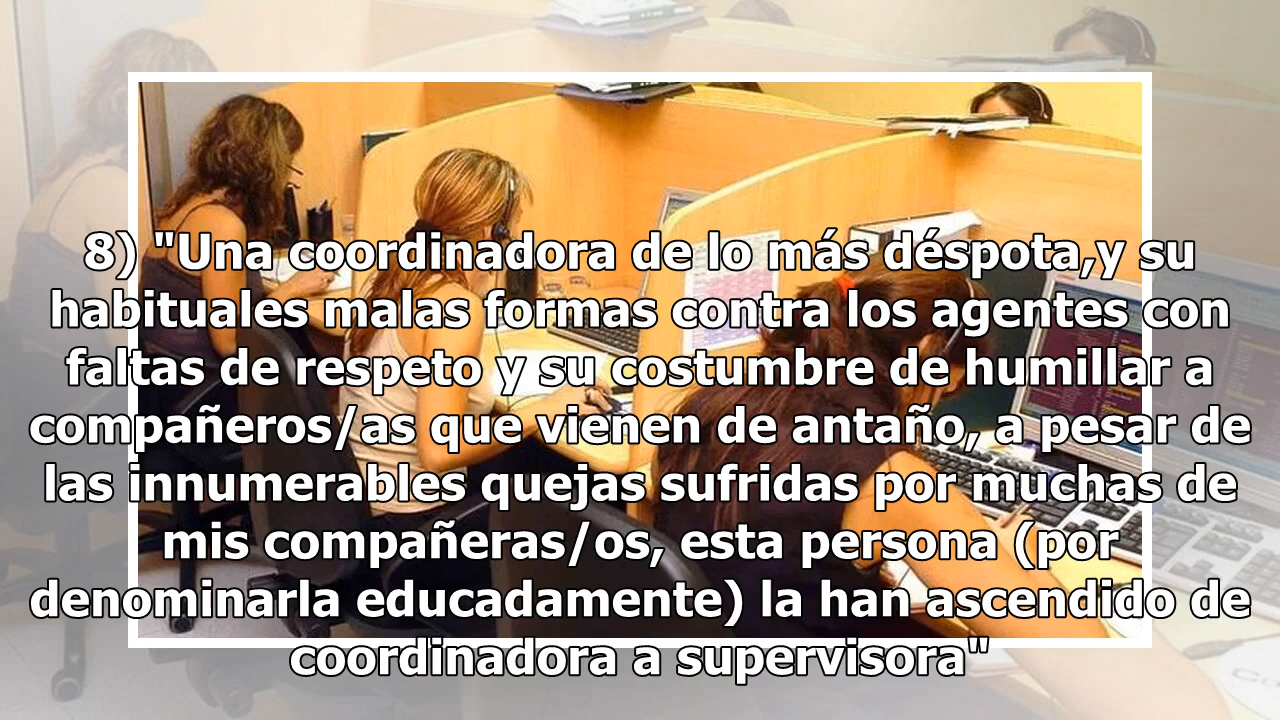 8) "Una coordinadora de lo más déspota,y su
habituales malas formas contra los agentes con
faltas de respeto y su costumbre de humillar a
compañeros/as que vienen de antaño, a pesar de
las innumerables quejas sufridas por muchas de
mis compañeras/os, esta persona (por
denominarla educadamente) la han ascendido de
coordinadora a supervisora"